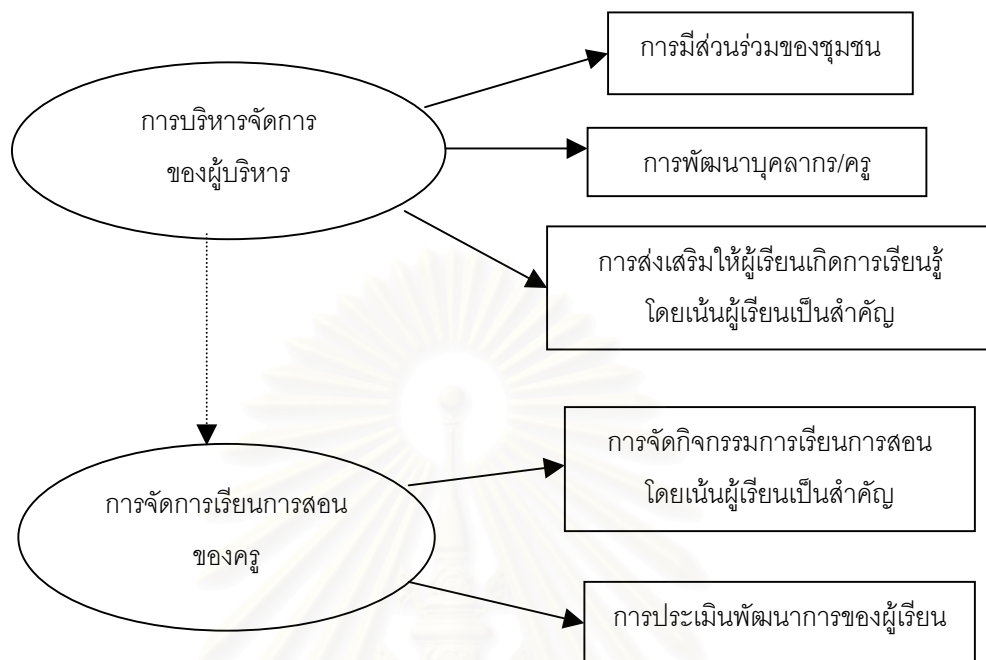 การมีส่วนร่วมของชุมชน
การบริหารจัดการ
ของผู้บริหาร
การพัฒนาบุคลากร/ครู
การส่งเสริมให้ผู้เรียนเกิดการเรียนรู้
โดยเน้นผู้เรียนเป็นสำคัญ
การจัดกิจกรรมการเรียนการสอน
โดยเน้นผู้เรียนเป็นสำคัญ
การจัดการเรียนการสอน
ของครู
การประเมินพัฒนาการของผู้เรียน